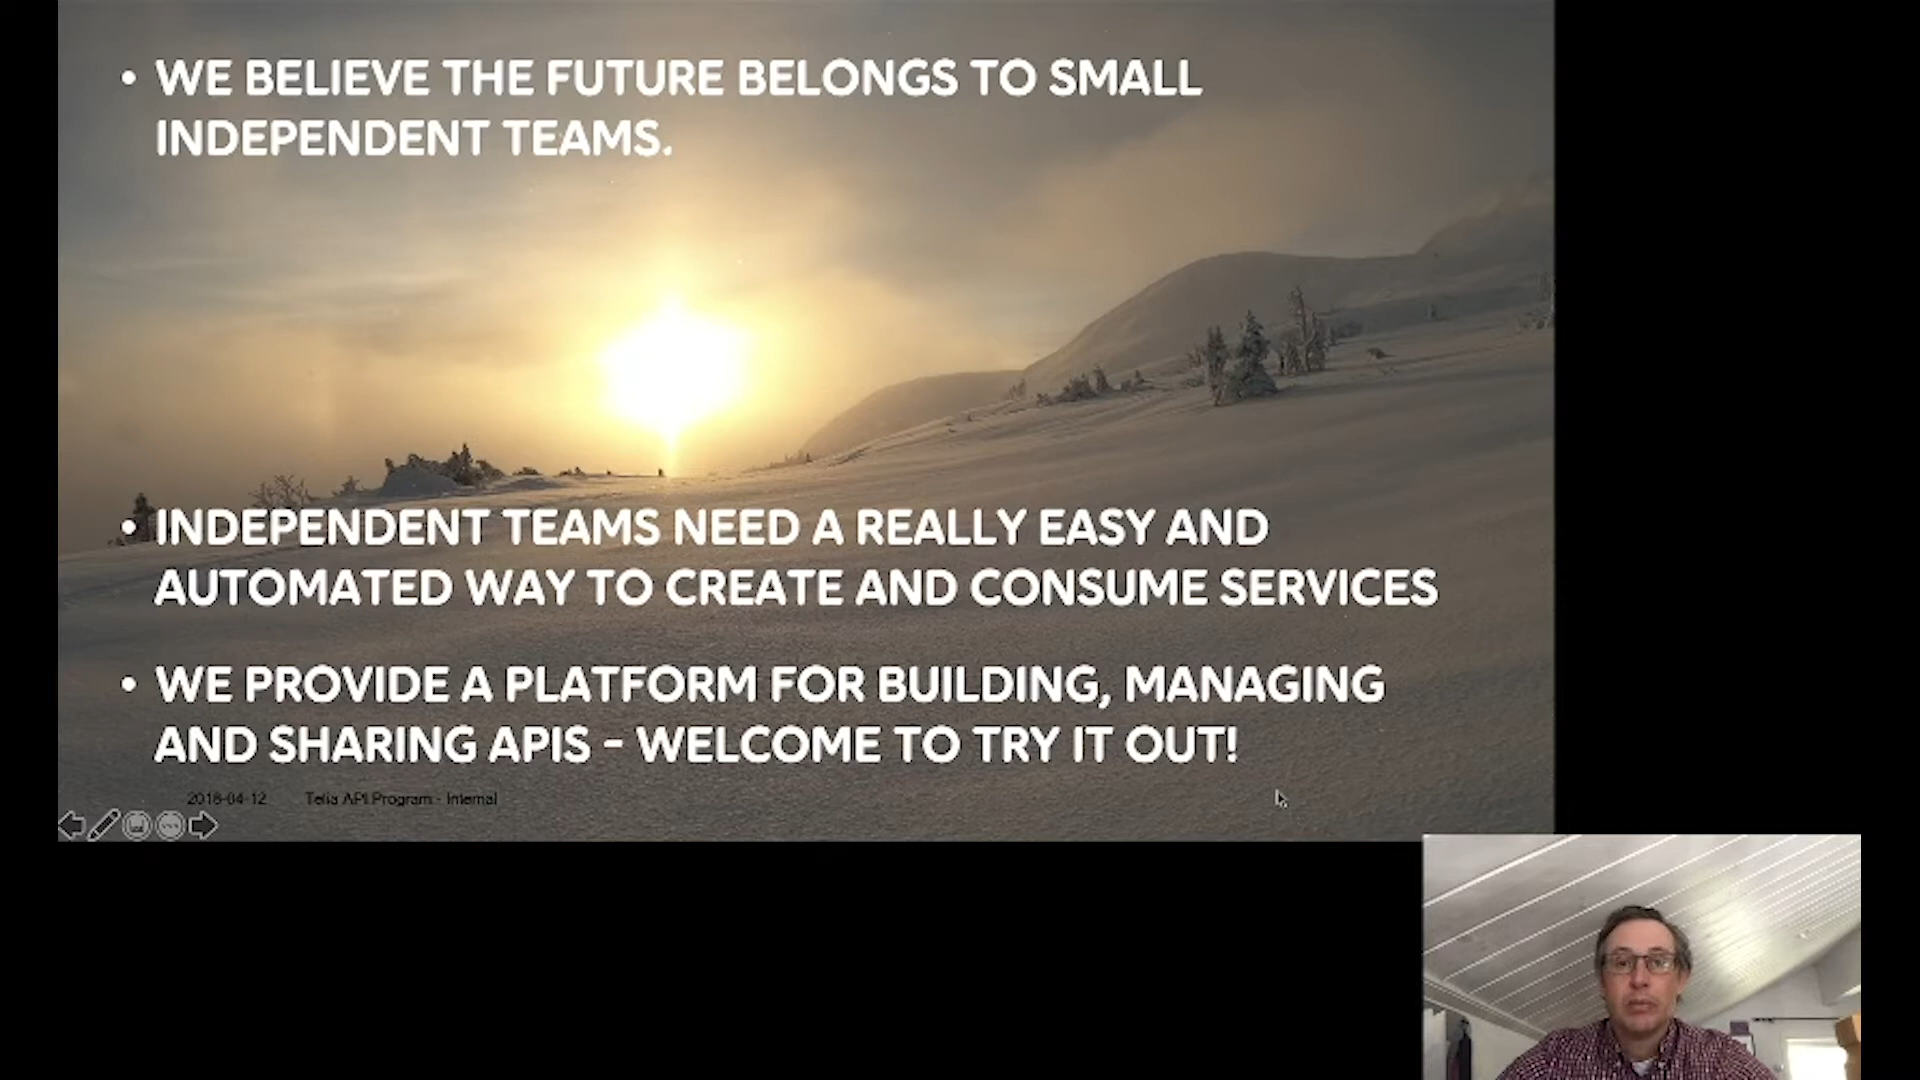 • WE BELIEVE THE FUTURE BELONGS TO SMALL
INDEPENDENT TEAMS.
• INDEPENDENT TEAMS NEED A REALLY EASY AND
AUTOMATED WAY TO CREATE AND CONSUME SERVICES
• WE PROVIDE A PLATFORM FOR BUILDING, MANAGING
AND SHARING APIS – WELCOME TO TRY IT OUT!
2018-04-12 Telia API Program - Internal